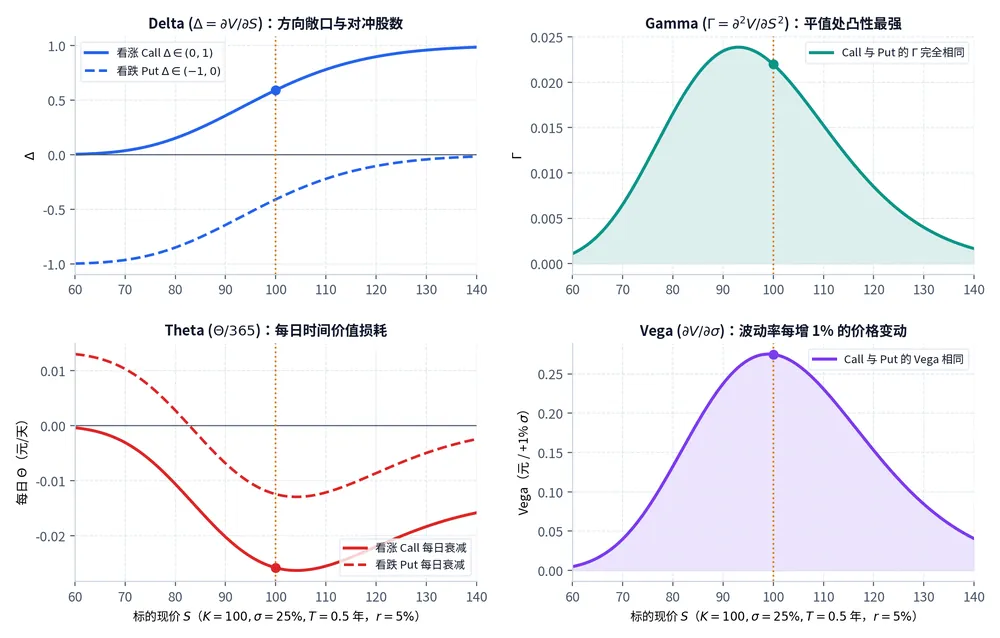 Delta (Δ = ∂V/∂S)：方向敞口与对冲股数
1.0
0.5
0.0
-0.5
-1.0
Δ
看涨 Call Δ∈(0, 1)
看跌 Put Δ∈(−1, 0)
60 70 80 90 100 110 120 130 140
Gamma (Γ = ∂²V/∂S²)：平值处凸性最强
0.025
0.020
0.015
0.010
0.005
0.000
Γ
Call 与 Put 的 Γ 完全相同
60 70 80 90 100 110 120 130 140
Theta (Θ/365)：每日时间价值损耗
0.01
0.00
-0.01
-0.02
每日 Θ（元/天）
看涨 Call 每日衰减
看跌 Put 每日衰减
60 70 80 90 100 110 120 130 140
标的现价 S（K = 100, σ = 25%, T = 0.5 年，r = 5%）
Vega (∂V/∂σ)：波动率每增 1% 的价格变动
0.25
0.20
0.15
0.10
0.05
0.00
Vega（元 / +1% σ）
Call 与 Put 的 Vega 相同
60 70 80 90 100 110 120 130 140
标的现价 S（K = 100, σ = 25%, T = 0.5 年，r = 5%）